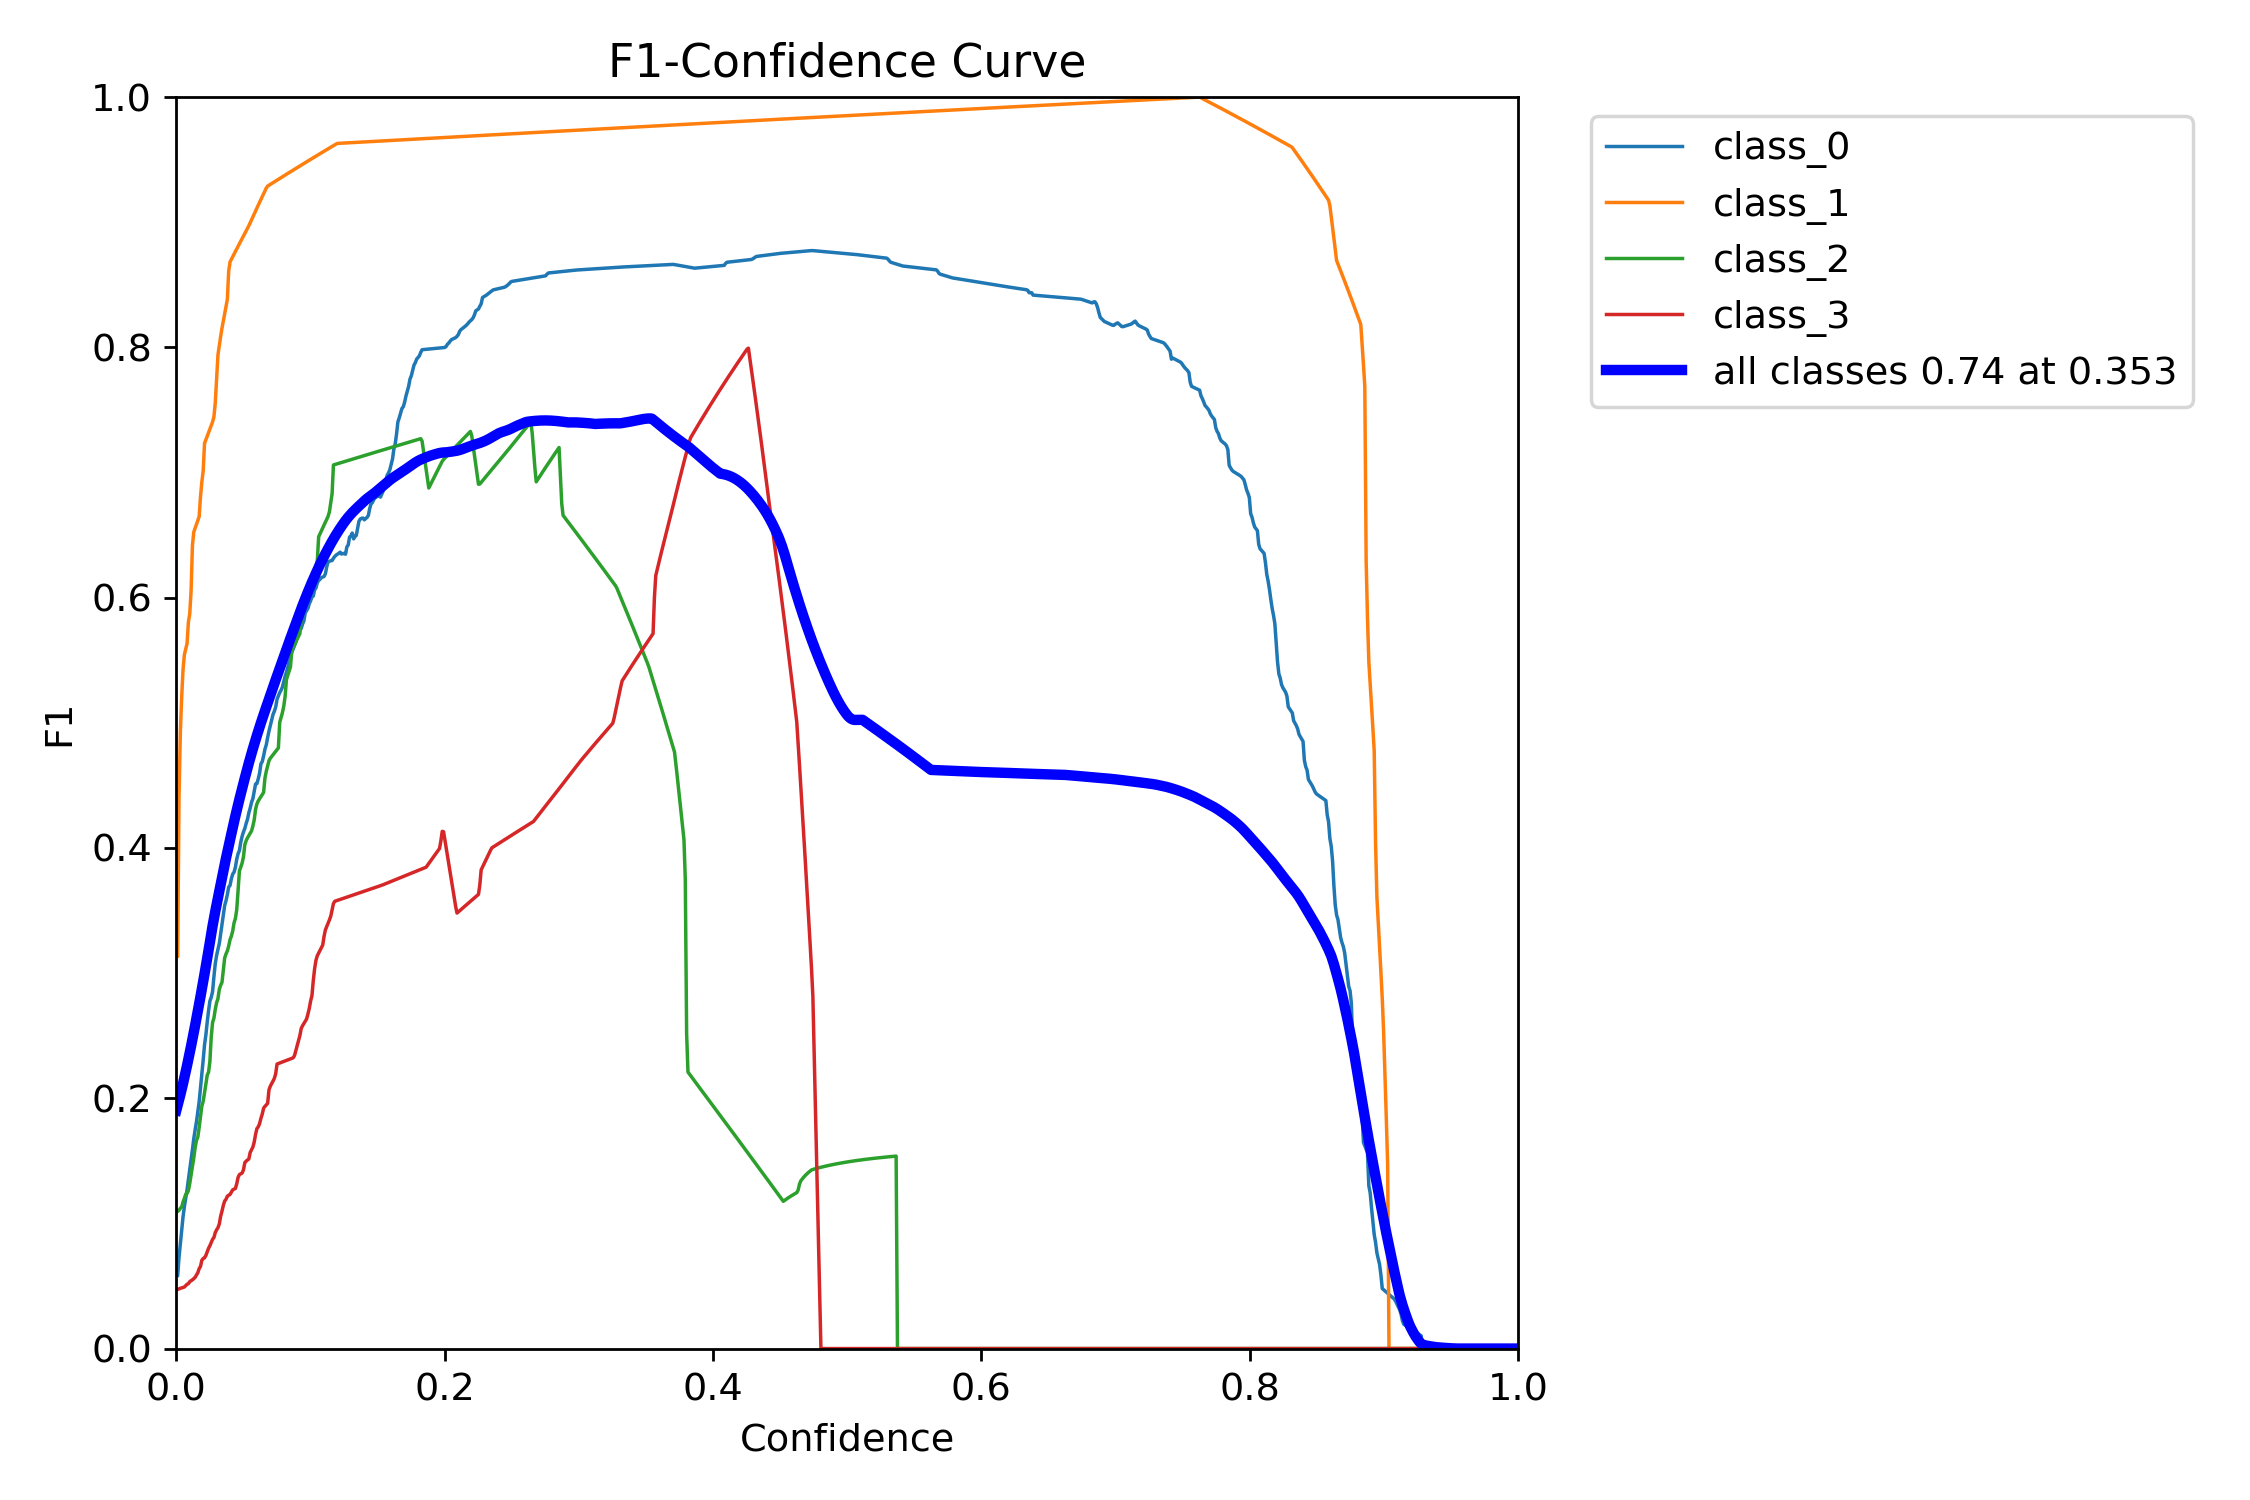 F1-Confidence Curve
1.0
0.8
0.6
0.4
0.2
0.0
F1
0.0 0.2 0.4 0.6 0.8 1.0
Confidence
class_0
class_1
class_2
class_3
all classes 0.74 at 0.353